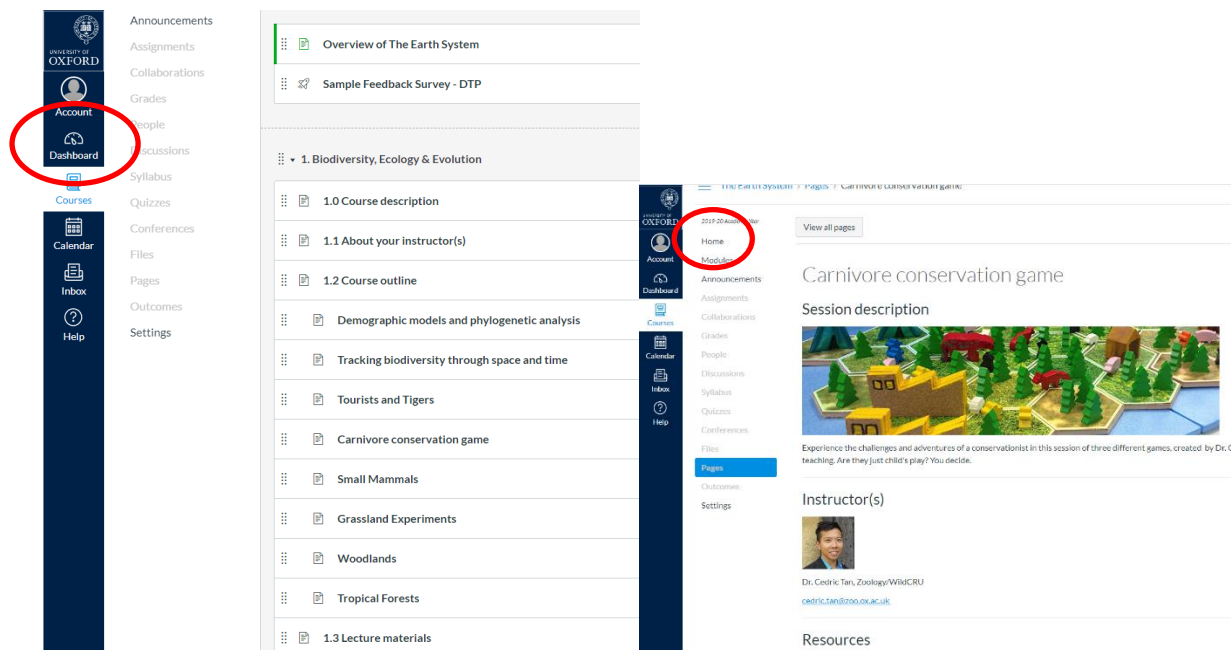 UNIVERSITY OF
OXFORD
Account
Dashboard
Courses
Calendar
Inbox
Help
Announcements
Assignments
Collaborations
Grades
People
Discussions
Syllabus
Quizzes
Conferences
Files
Pages
Outcomes
Settings
Overview of The Earth System
Sample Feedback Survey - DTP
1. Biodiversity, Ecology & Evolution
1.0 Course description
1.1 About your instructor(s)
1.2 Course outline
Demographic models and phylogenetic analysis
Tracking biodiversity through space and time
Tourists and Tigers
Carnivore conservation game
Small Mammals
Grassland Experiments
Woodlands
Tropical Forests
1.3 Lecture materials
UNIVERSITY OF
OXFORD
Account
Dashboard
Courses
Calendar
Inbox
Help
The Earth System > Pages > Carnivore conservation game
2019-20 Academic Year
Home
Modules
Announcements
Assignments
Collaborations
Grades
People
Discussions
Syllabus
Quizzes
Conferences
Files
Pages
Outcomes
Settings
View all pages
Carnivore conservation game
Session description
Experience the challenges and adventures of a conservationist in this session of three different games, created by Dr. C
teaching. Are they just child's play? You decide.
Instructor(s)
Dr. Cedric Tan, Zoology/WildCRU
cedric.tan@zoo.ox.ac.uk
Resources